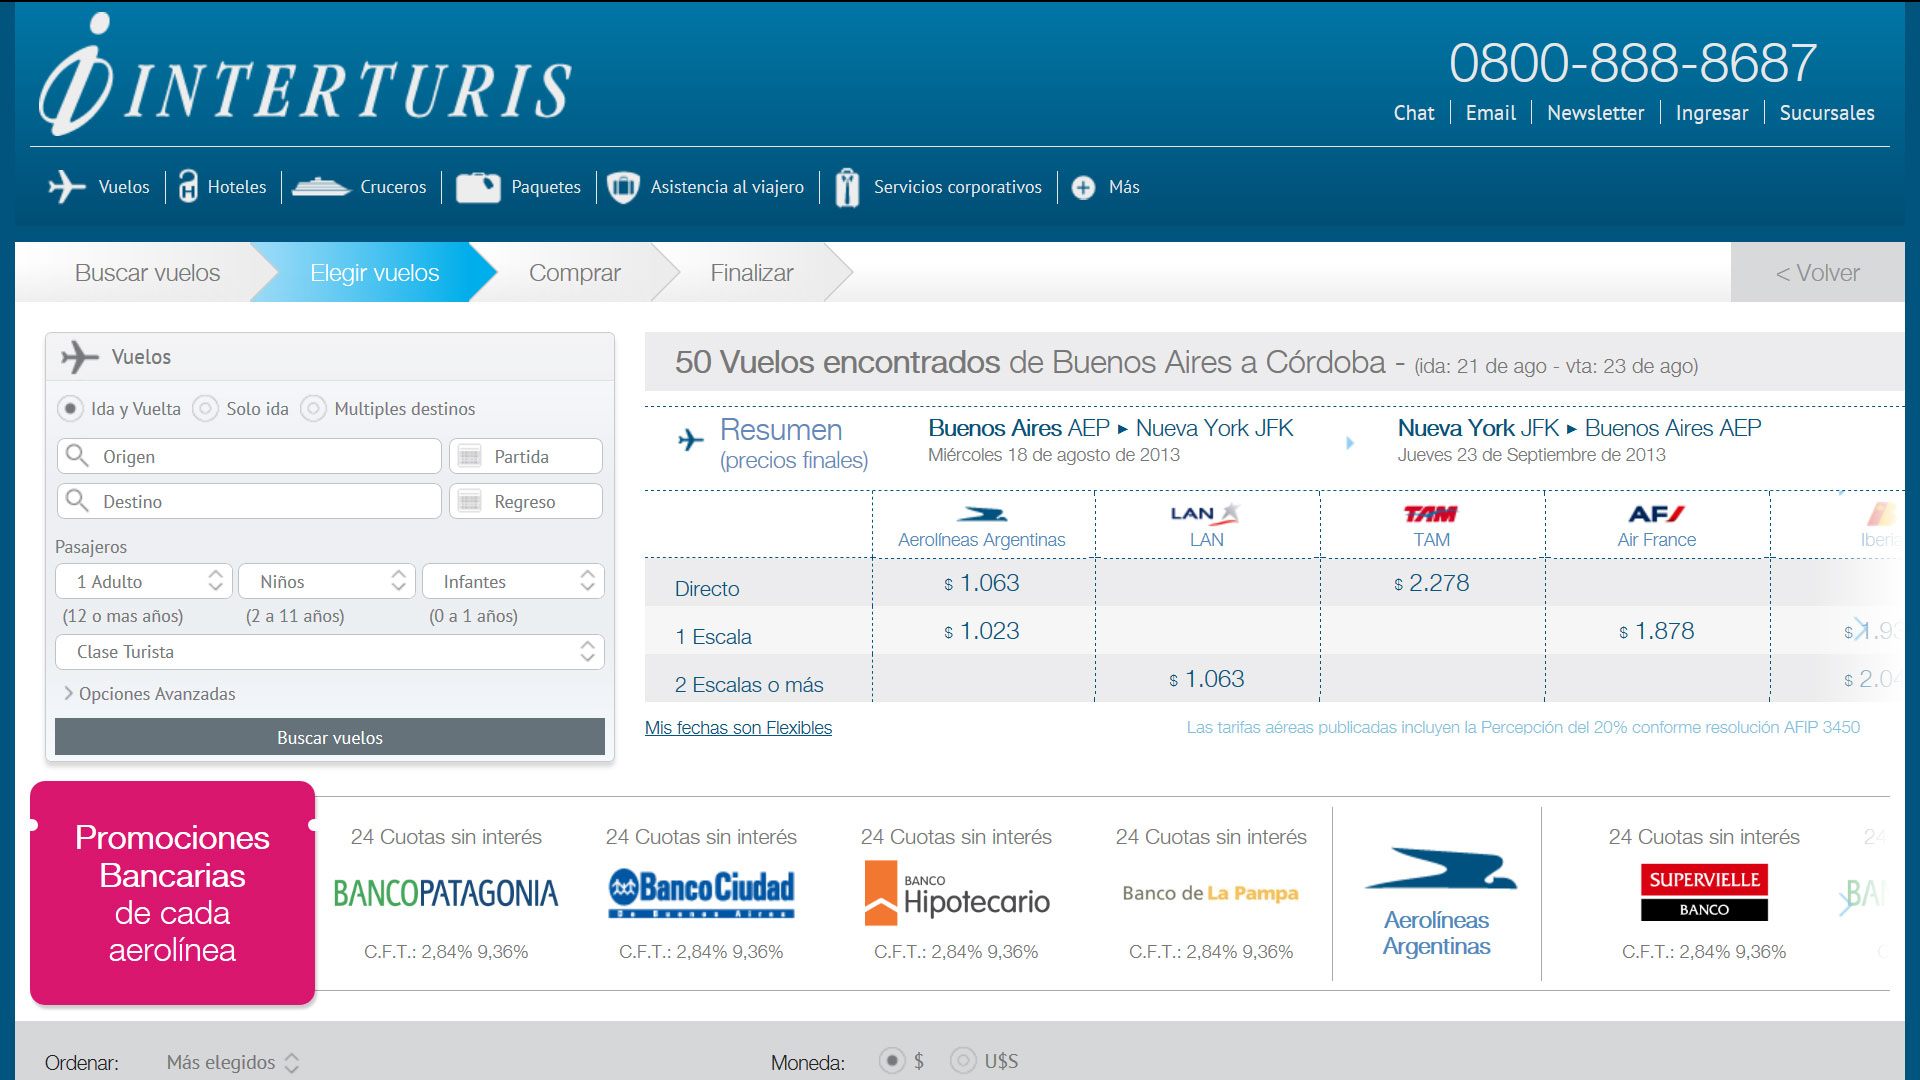 INTERTURIS
0800-888-8687
Chat
Email
Newsletter
Ingresar
Sucursales
Vuelos
Hoteles
Cruceros
Paquetes
Asistencia al viajero
Servicios corporativos
Más
Buscar vuelos
Elegir vuelos
Comprar
Finalizar
< Volver
Vuelos
Ida y Vuelta
Solo ida
Multiples destinos
Origen
Partida
Destino
Regreso
Pasajeros
1 Adulto
Niños
Infantes
(12 o mas años)
(2 a 11 años)
(0 a 1 años)
Clase Turista
Opciones Avanzadas
Buscar vuelos
50 Vuelos encontrados de Buenos Aires a Córdoba - (ida: 21 de ago - vta: 23 de ago)
Resumen
(precios finales)
Buenos Aires AEP ▸ Nueva York JFK
Miércoles 18 de agosto de 2013
Nueva York JFK ▸ Buenos Aires AEP
Jueves 23 de Septiembre de 2013
LAN
TAM
AF
Aerolíneas Argentinas
LAN
TAM
Air France
Iberia
Directo
$ 1.063
$ 2.278
1 Escala
$ 1.023
$ 1.878
2 Escalas o más
$ 1.063
Mis fechas son Flexibles
Las tarifas aéreas publicadas incluyen la Percepción del 20% conforme resolución AFIP 3450
Promociones
Bancarias
de cada
aerolínea
24 Cuotas sin interés
BANCOPATAGONIA
C.F.T.: 2,84% 9,36%
24 Cuotas sin interés
BancoCiudad
De Buenos Aires
C.F.T.: 2,84% 9,36%
24 Cuotas sin interés
BANCO
Hipotecario
C.F.T.: 2,84% 9,36%
24 Cuotas sin interés
Banco de La Pampa
C.F.T.: 2,84% 9,36%
Aerolíneas
Argentinas
24 Cuotas sin interés
SUPERVIELLE
BANCO
C.F.T.: 2,84% 9,36%
24
Ordenar:
Más elegidos
Moneda:
$
U$S